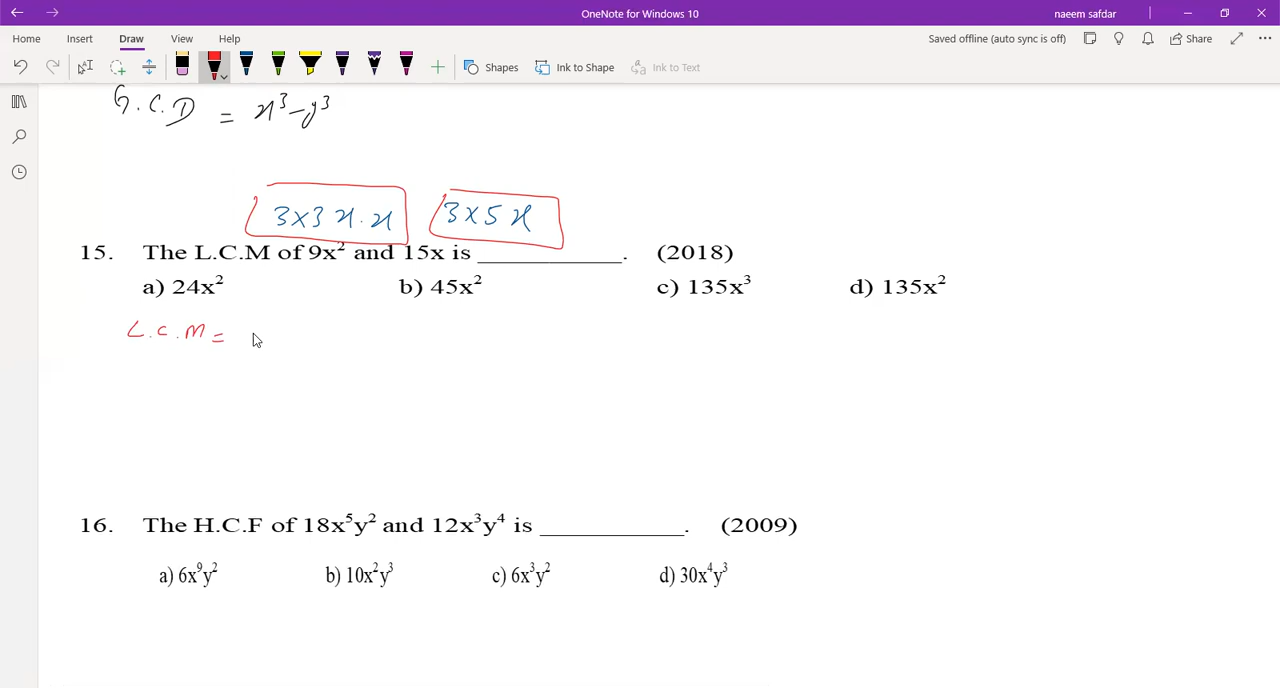 OneNote for Windows 10
naeem safdar
Home Insert Draw View Help
Saved offline (auto sync is off)
Share
Shapes
Ink to Shape
Ink to Text
G.C.D = x³-y³
3×3 x.x 3×5 x
15. The L.C.M of 9x² and 15x is ____________. (2018)
a) 24x² b) 45x² c) 135x³ d) 135x²
L.C.M =
16. The H.C.F of 18x⁵y² and 12x³y⁴ is ____________. (2009)
a) 6x⁹y² b) 10x²y³ c) 6x³y² d) 30x⁴y³